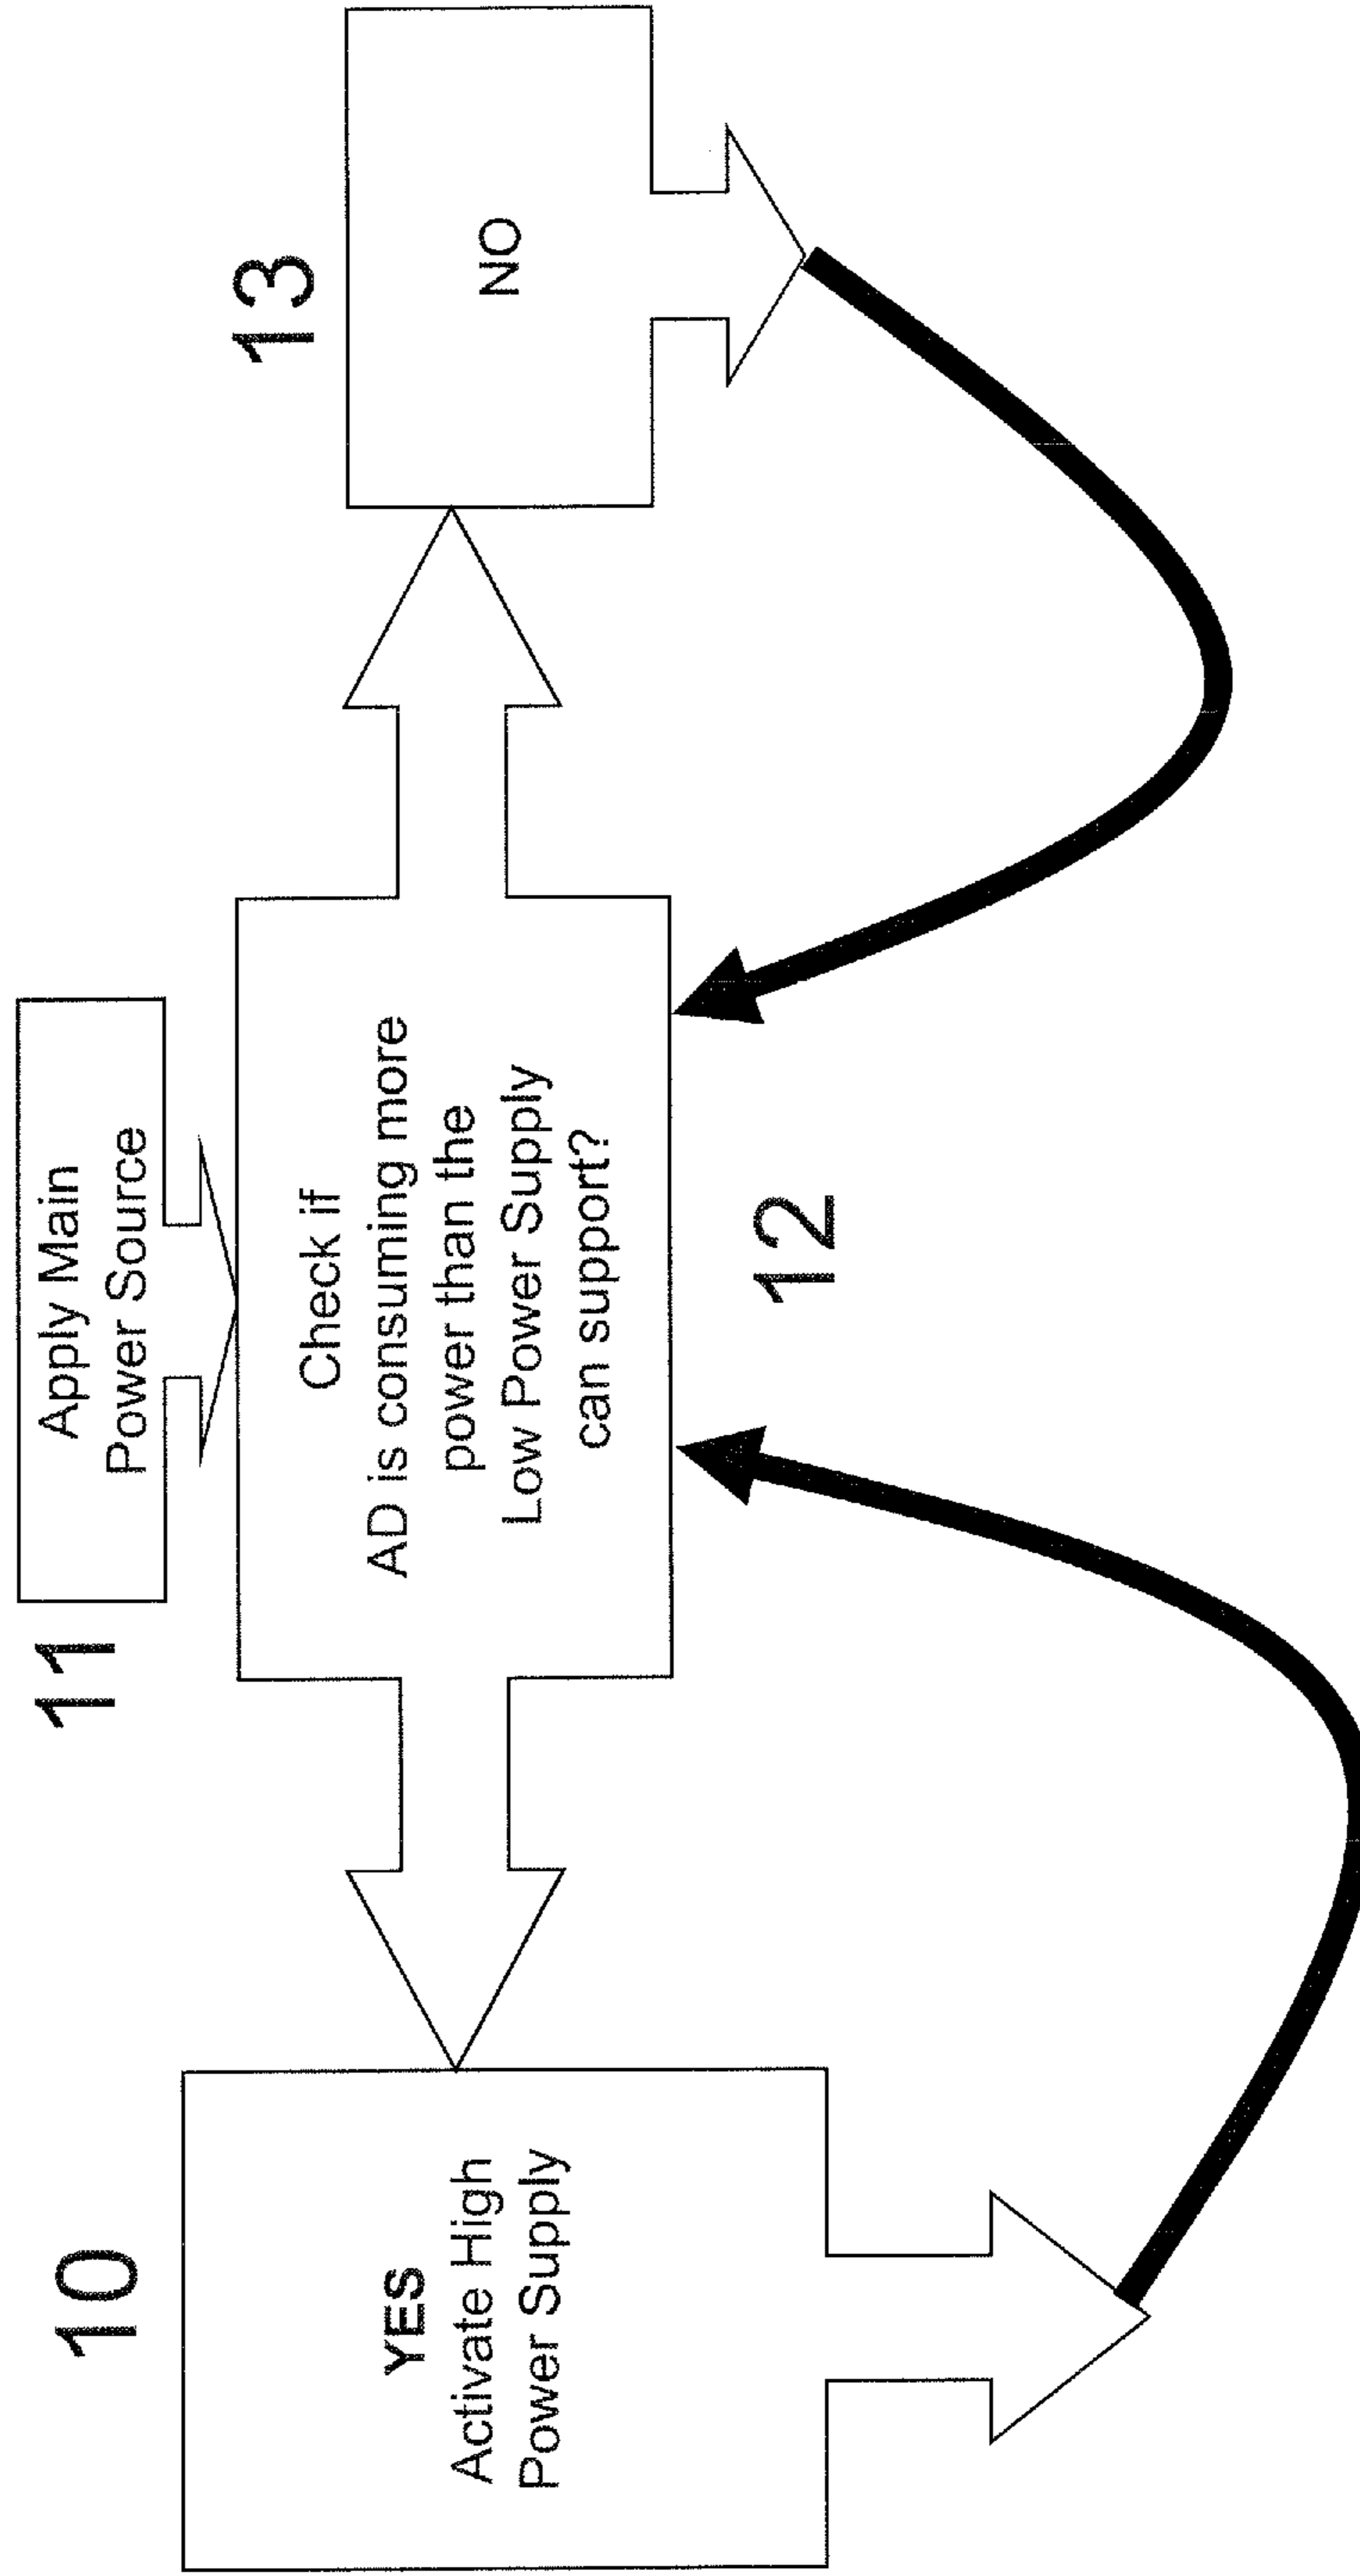 11
Apply Main
Power Source
10
YES
Activate High
Power Supply
Check if
AD is consuming more
power than the
Low Power Supply
can support?
12
13
NO